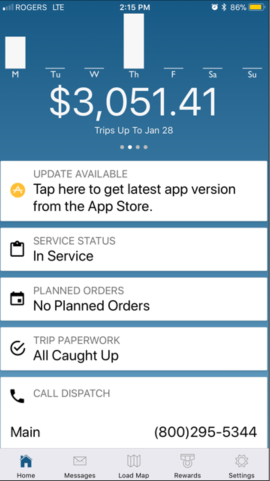 ROGERS LTE 2:15 PM 86%
M Tu W Th F Sa Su
$3,051.41
Trips Up To Jan 28
UPDATE AVAILABLE
Tap here to get latest app version
from the App Store.
SERVICE STATUS
In Service
PLANNED ORDERS
No Planned Orders
TRIP PAPERWORK
All Caught Up
CALL DISPATCH
Main (800)295-5344
Home Messages Load Map Rewards Settings